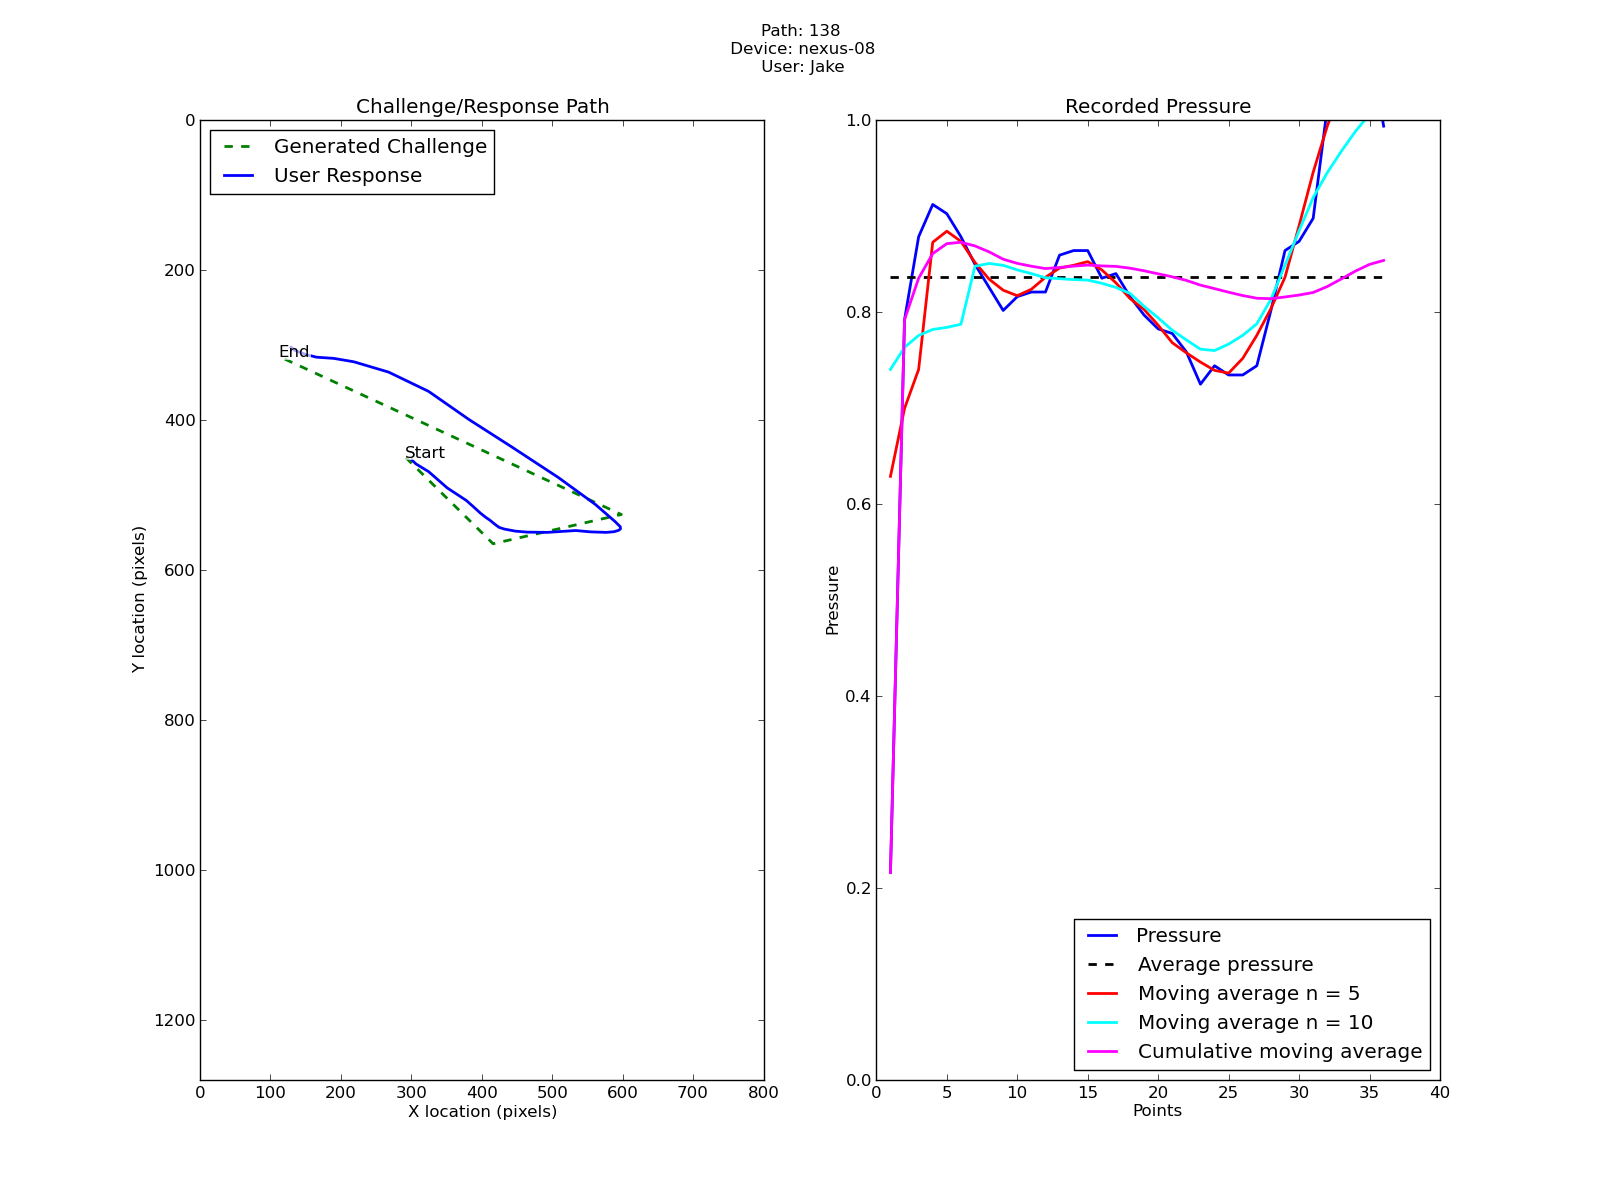 Path: 138
Device: nexus-08
User: Jake
Challenge/Response Path
Generated Challenge
User Response
0
200
400
600
800
1000
1200
Y location (pixels)
End
Start
0 100 200 300 400 500 600 700 800
X location (pixels)
Recorded Pressure
1.0
0.8
0.6
0.4
0.2
0.0
Pressure
Pressure
Average pressure
Moving average n = 5
Moving average n = 10
Cumulative moving average
0 5 10 15 20 25 30 35 40
Points